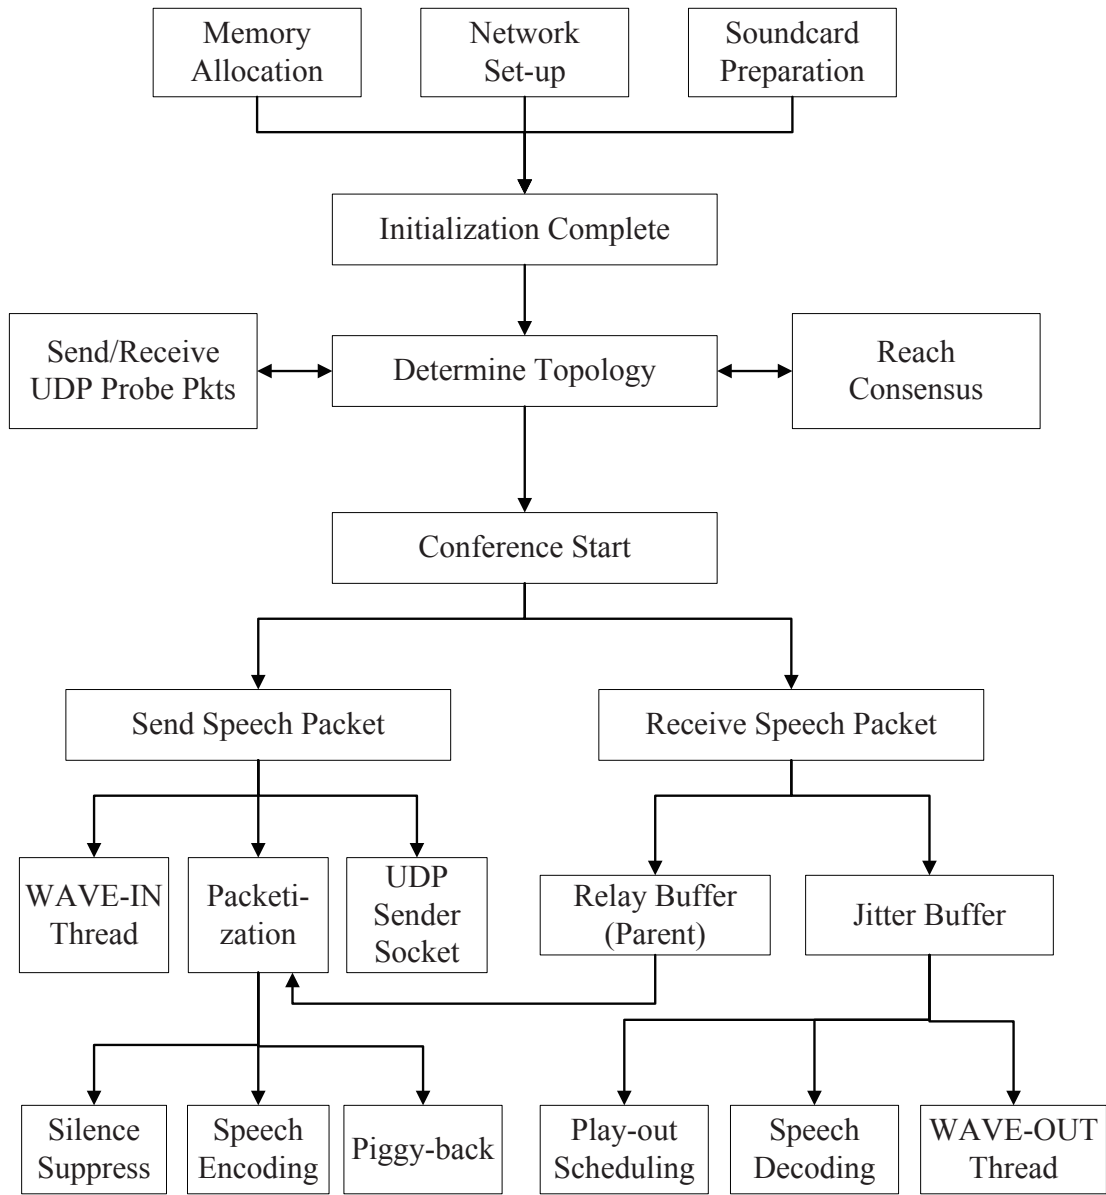 Memory
Allocation
Network
Set-up
Soundcard
Preparation
Initialization Complete
Send/Receive
UDP Probe Pkts
Determine Topology
Reach
Consensus
Conference Start
Send Speech Packet
Receive Speech Packet
WAVE-IN
Thread
Packeti-
zation
UDP
Sender
Socket
Relay Buffer
(Parent)
Jitter Buffer
Silence
Suppress
Speech
Encoding
Piggy-back
Play-out
Scheduling
Speech
Decoding
WAVE-OUT
Thread